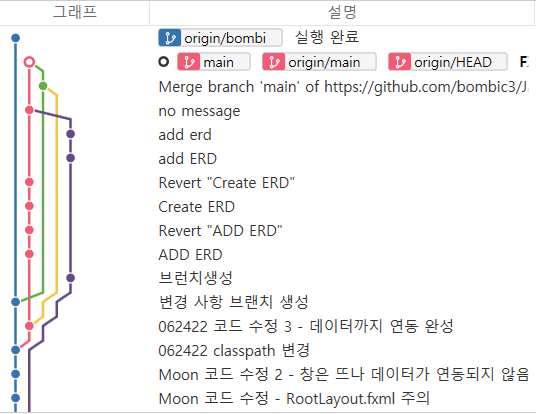 그래프 설명
origin/bombi 실행 완료
main origin/main origin/HEAD
Merge branch 'main' of https://github.com/bombic3/
no message
add erd
add ERD
Revert "Create ERD"
Create ERD
Revert "ADD ERD"
ADD ERD
브런치생성
변경 사항 브랜치 생성
062422 코드 수정 3 - 데이터까지 연동 완성
062422 classpath 변경
Moon 코드 수정 2 - 창은 뜨나 데이터가 연동되지 않음
Moon 코드 수정 - RootLayout.fxml 주의